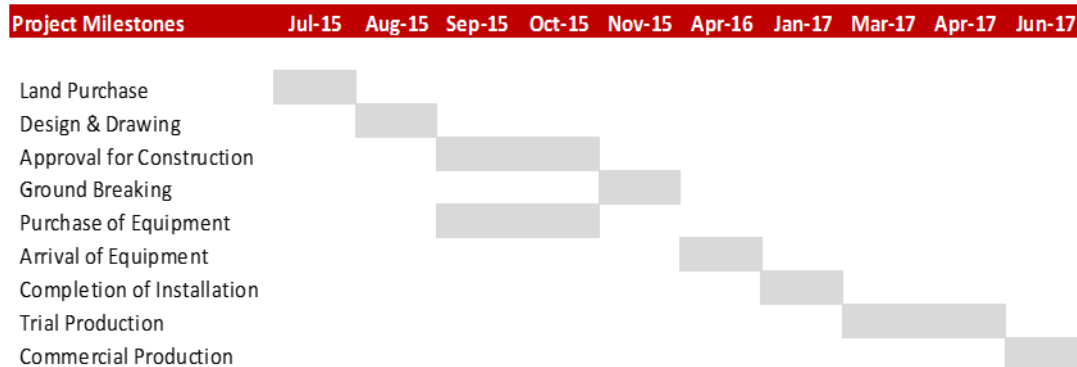 Project Milestones Jul-15 Aug-15 Sep-15 Oct-15 Nov-15 Apr-16 Jan-17 Mar-17 Apr-17 Jun-17
Land Purchase
Design & Drawing
Approval for Construction
Ground Breaking
Purchase of Equipment
Arrival of Equipment
Completion of Installation
Trial Production
Commercial Production